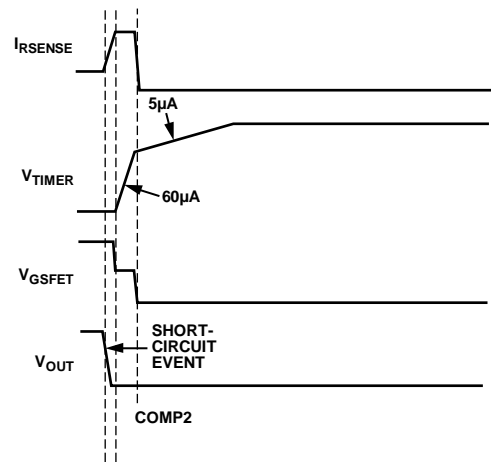 IRSENSE
5µA
VTIMER
60µA
VGSFET
SHORT-
CIRCUIT
EVENT
VOUT
COMP2